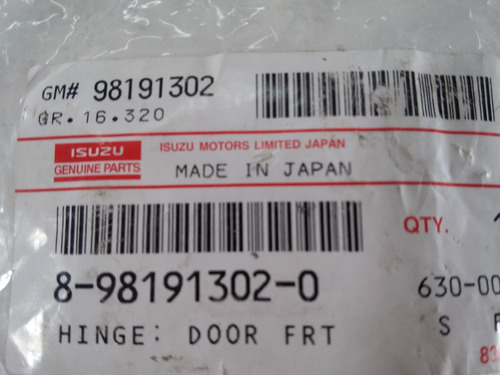 GM# 98191302
GR.16.320
ISUZU
GENUINE PARTS
ISUZU MOTORS LIMITED JAPAN
MADE IN JAPAN
QTY.
8-98191302-0
630-00
HINGE: DOOR FRT
S